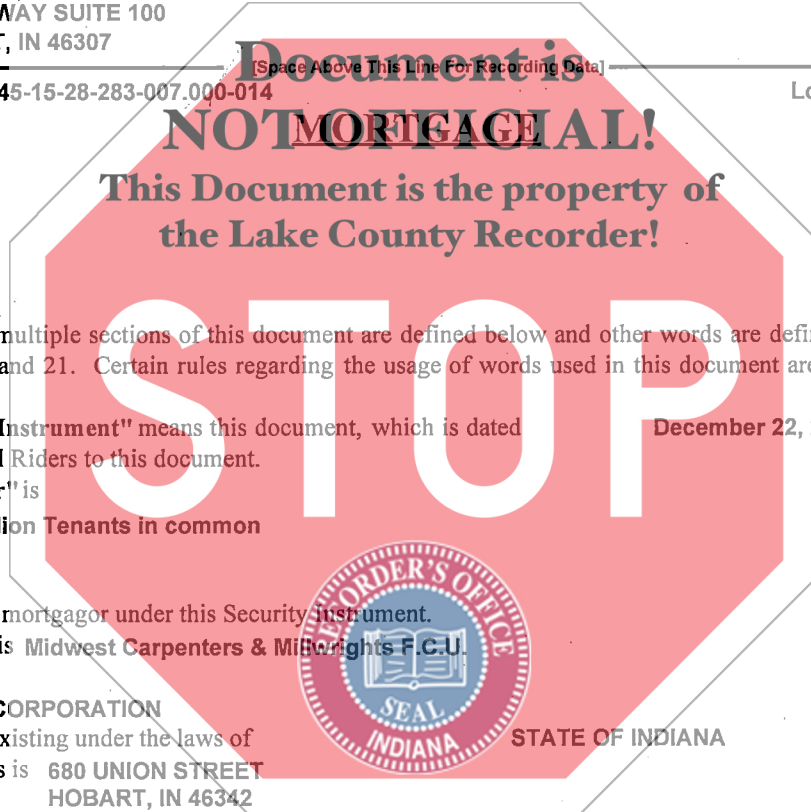 WAY SUITE 100
, IN 46307
[Space Above This Line For Recording Data]
45-15-28-283-007.000-014
Lo
MORTGAGE
Document is
NOT OFFICIAL!
This Document is the property of
the Lake County Recorder!
multiple sections of this document are defined below and other words are defi
and 21. Certain rules regarding the usage of words used in this document are
Instrument" means this document, which is dated December 22,
Riders to this document.
r" is
Tenants in common
STOP
mortgagor under this Security Instrument.
is Midwest Carpenters & Millwrights F.C.U.
CORPORATION
xisting under the laws of STATE OF INDIANA
s is 680 UNION STREET
HOBART, IN 46342
RECORDER'S OFFICE
SEAL
INDIANA